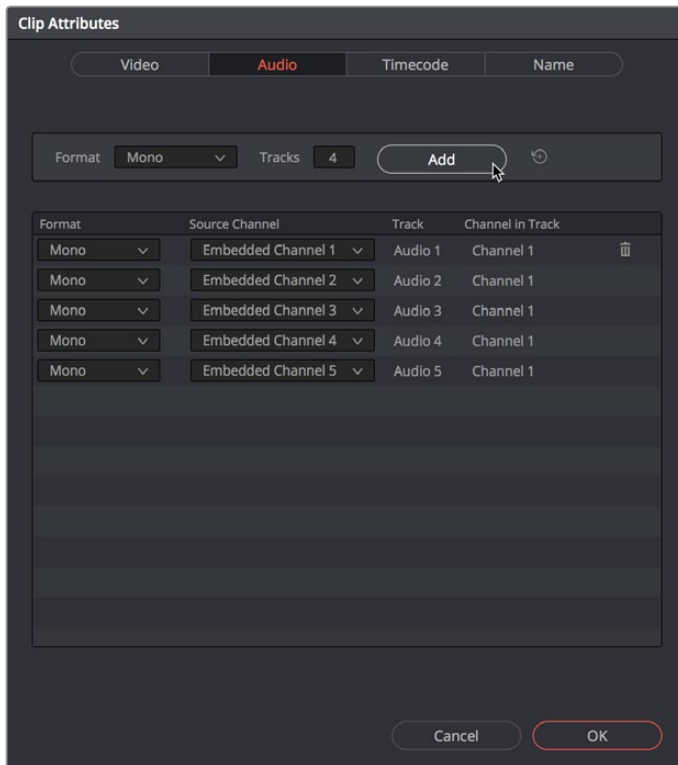 Clip Attributes
Video Audio Timecode Name
Format Mono Tracks 4 Add
Format Source Channel Track Channel in Track
Mono Embedded Channel 1 Audio 1 Channel 1
Mono Embedded Channel 2 Audio 2 Channel 1
Mono Embedded Channel 3 Audio 3 Channel 1
Mono Embedded Channel 4 Audio 4 Channel 1
Mono Embedded Channel 5 Audio 5 Channel 1
Cancel OK